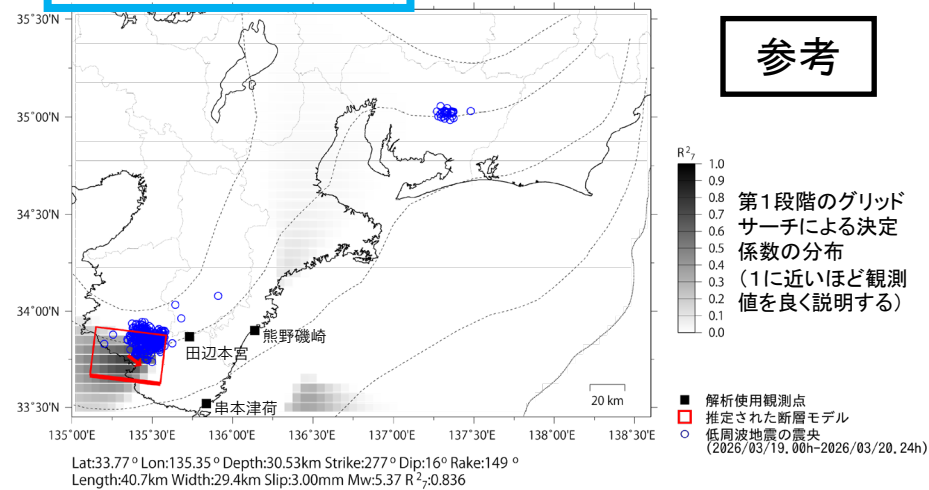 参考
35°30'N
35°00'N
34°30'N
34°00'N
33°30'N
135°00'E
135°30'E
136°00'E
136°30'E
137°00'E
137°30'E
138°00'E
138°30'E
熊野磯崎
田辺本宮
串本津荷
20 km
R²₇
1.0
0.9
0.8
0.7
0.6
0.5
0.4
0.3
0.2
0.1
0.0
第1段階のグリッド
サーチによる決定
係数の分布
(1に近いほど観測
値を良く説明する)
解析使用観測点
推定された断層モデル
低周波地震の震央
(2026/03/19.00h-2026/03/20.24h)
Lat:33.77° Lon:135.35° Depth:30.53km Strike:277° Dip:16° Rake:149 °
Length:40.7km Width:29.4km Slip:3.00mm Mw:5.37 R²₇:0.836